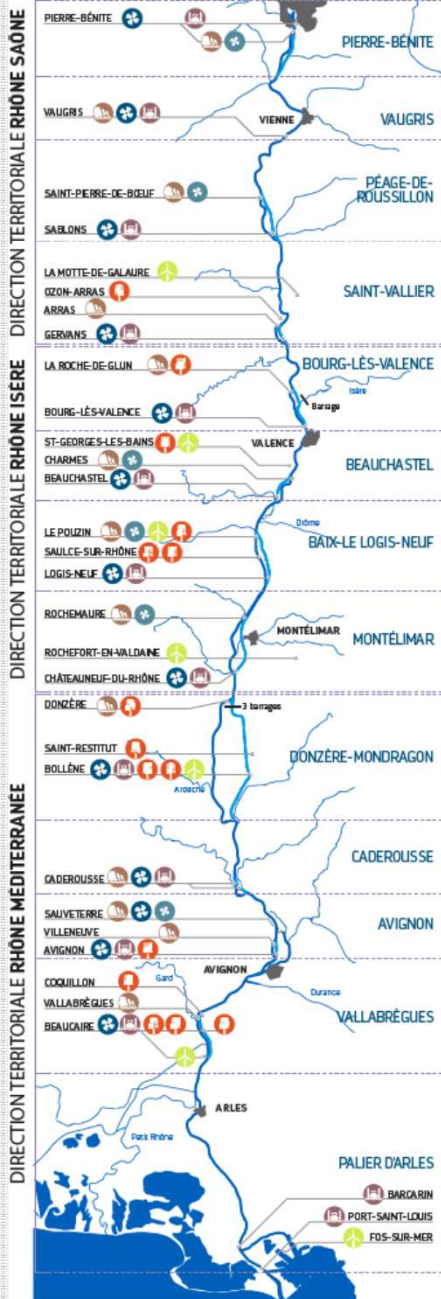 DIRECTION TERRITORIALE RHÔNE SAÔNE
PIERRE-BÉNITE
PIERRE-BÉNITE
VAUGRIS
VIENNE
VAUGRIS
SAINT-PIERRE-DE-BŒUF
PÉAGE-DE-
ROUSSILLON
SABLONS
LA MOTTE-DE-GALAURE
OZON-ARRAS
SAINT-VALLIER
ARRAS
GERVANS
DIRECTION TERRITORIALE RHÔNE ISÈRE
LA ROCHE-DE-GLUN
BOURG-LÈS-VALENCE
Isère
Barrage
BOURG-LÈS-VALENCE
ST-GEORGES-LES-BAINS
VALENCE
CHARMES
BEAUCHASTEL
BEAUCHASTEL
Drôme
LE POUZIN
BAIX-LE LOGIS-NEUF
SAULCE-SUR-RHÔNE
LOGIS-NEUF
ROCHEMAURE
MONTÉLIMAR
MONTÉLIMAR
ROCHEFORT-EN-VALDAINE
CHÂTEAUNEUF-DU-RHÔNE
DIRECTION TERRITORIALE RHÔNE MÉDITERRANÉE
DONZÈRE
3 barrages
SAINT-RESTITUT
DONZÈRE-MONDRAGON
BOLLÈNE
Ardèche
CADEROUSSE
CADEROUSSE
SAUVETERRE
AVIGNON
VILLENEUVE
AVIGNON
AVIGNON
COQUILLON
Gard
Durance
VALLABRÈGUES
VALLABRÈGUES
BEAUCAIRE
ARLES
Petit Rhône
PALIER D'ARLES
BARCARIN
PORT-SAINT-LOUIS
FOS-SUR-MER